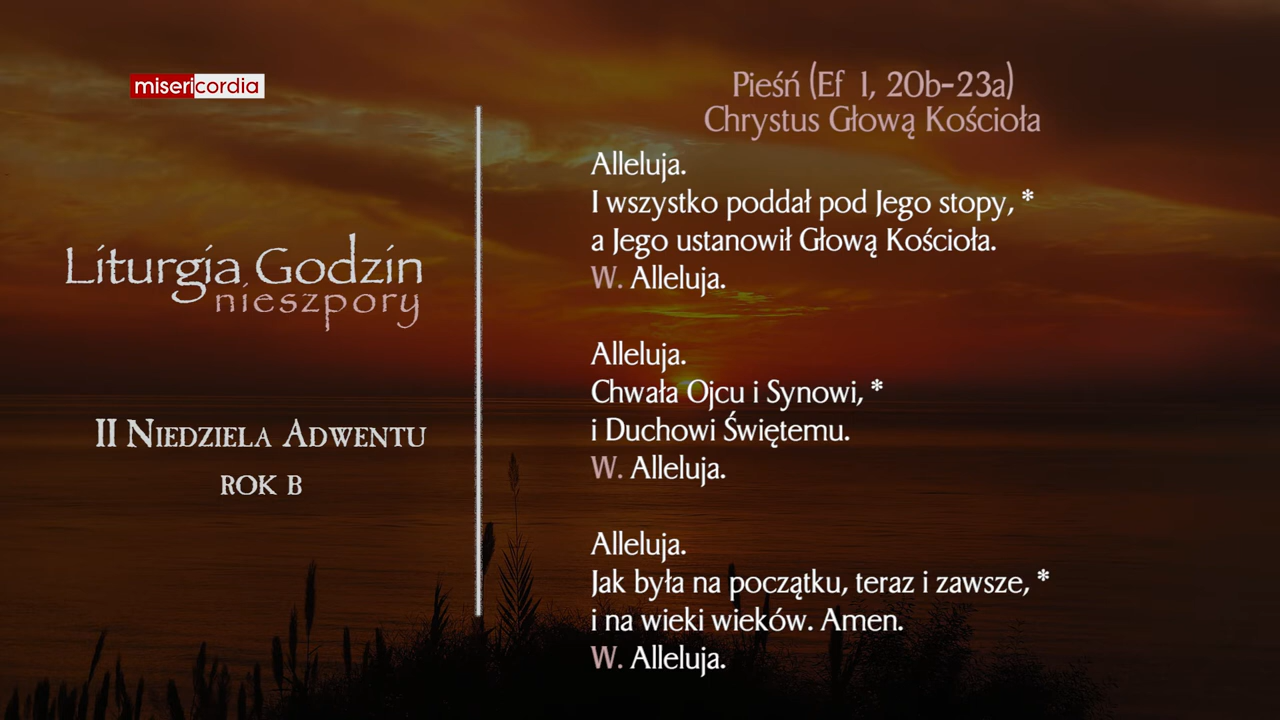 misericordia
Liturgia Godzin
nieszpory
II Niedziela Adwentu
rok B
Pieśń (Ef 1, 20b-23a)
Chrystus Głową Kościoła
Alleluja.
I wszystko poddał pod Jego stopy, *
a Jego ustanowił Głową Kościoła.
W. Alleluja.
Alleluja.
Chwała Ojcu i Synowi, *
i Duchowi Świętemu.
W. Alleluja.
Alleluja.
Jak była na początku, teraz i zawsze, *
i na wieki wieków. Amen.
W. Alleluja.